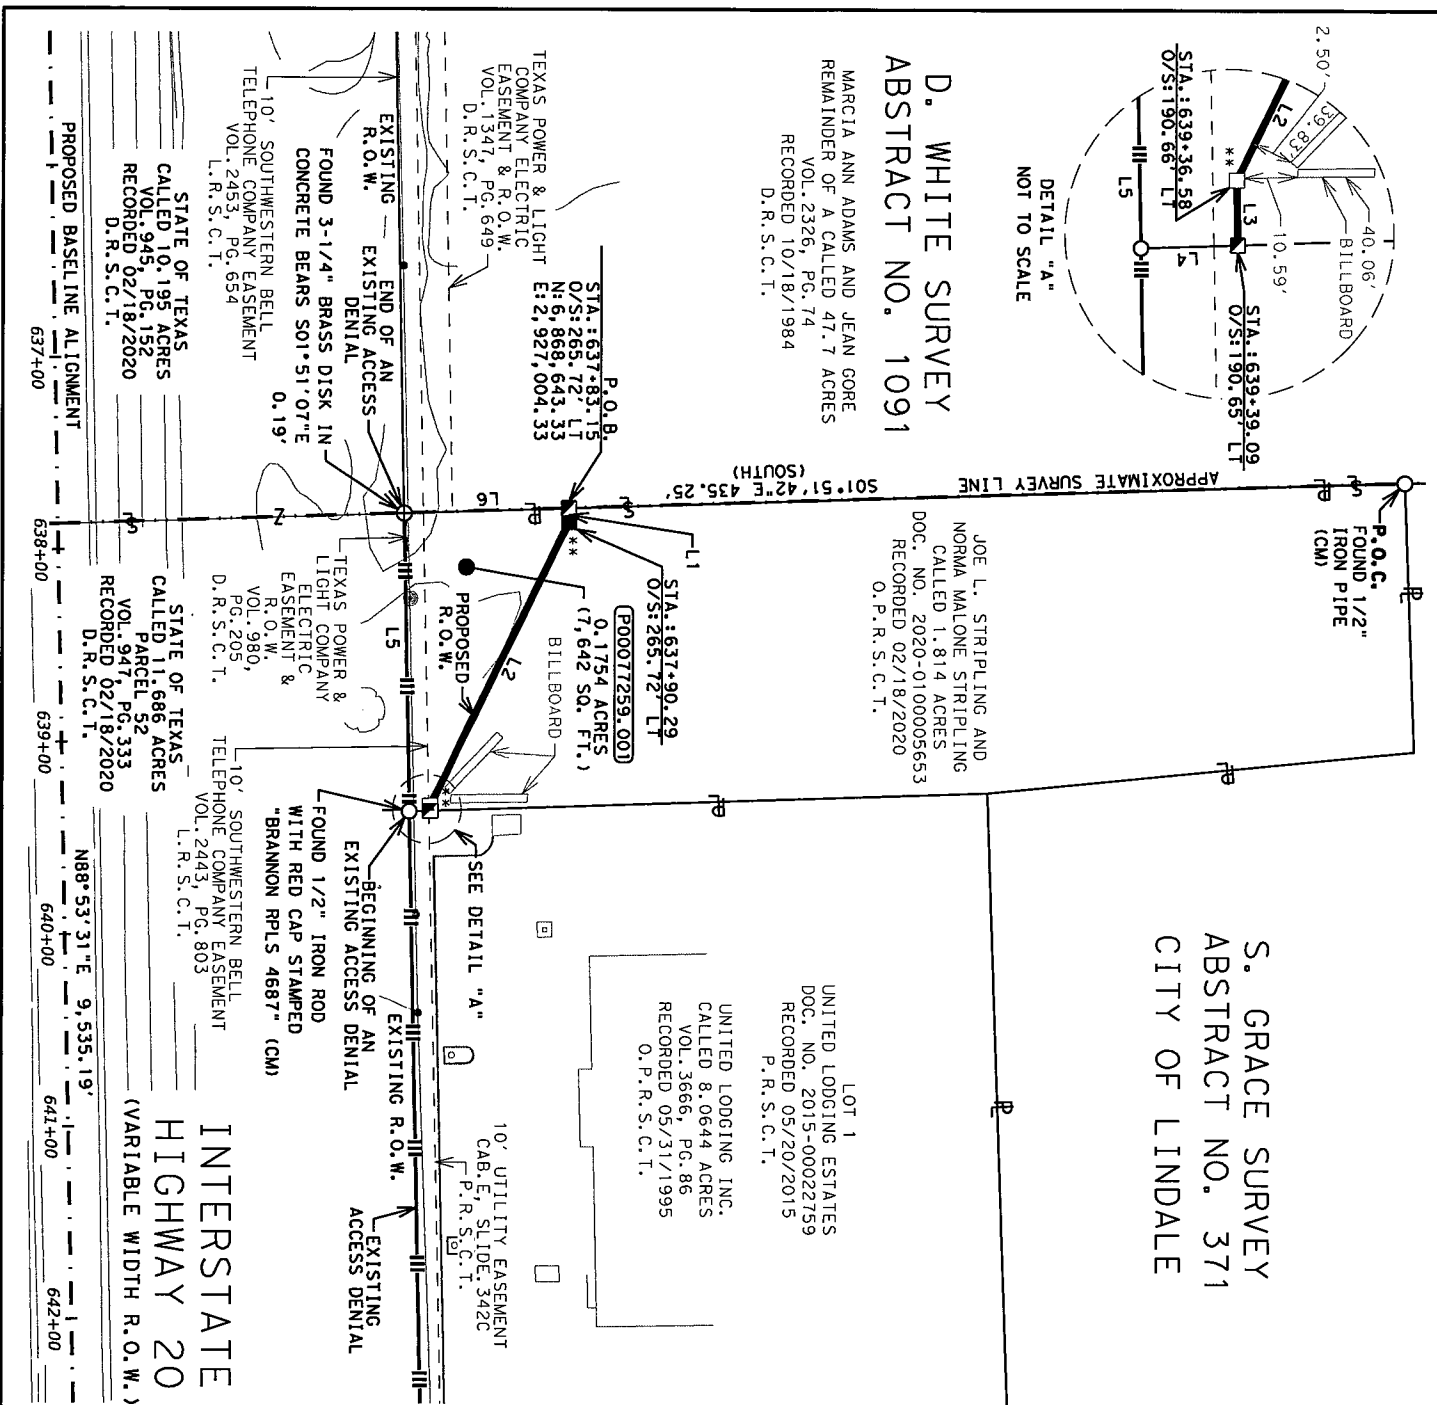 2.50'
39.83'
L2
**
STA.:639+36.58
O/S:190.66' LT
L3
L4
L5
10.59'
40.06'
BILLBOARD
STA.:639+39.09
O/S:190.65' LT
DETAIL "A"
NOT TO SCALE
D. WHITE SURVEY
ABSTRACT NO. 1091
MARCIA ANN ADAMS AND JEAN GORE
REMAINDER OF A CALLED 47.7 ACRES
VOL.2326, PG.74
RECORDED 10/18/1984
D.R.S.C.T.
P.O.C.
FOUND 1/2"
IRON PIPE
(CM)
APPROXIMATE SURVEY LINE
S01°51'42"E 435.25'
(SOUTH)
S. GRACE SURVEY
ABSTRACT NO. 371
CITY OF LINDALE
JOE L. STRIPLING AND
NORMA MALONE STRIPLING
CALLED 1.814 ACRES
DOC. NO. 2020-010005653
RECORDED 02/18/2020
O.P.R.S.C.T.
LOT 1
UNITED LODGING ESTATES
DOC. NO. 2015-00022759
RECORDED 05/20/2015
P.R.S.C.T.
UNITED LODGING INC.
CALLED 8.0644 ACRES
VOL.3666, PG.86
RECORDED 05/31/1995
O.P.R.S.C.T.
TEXAS POWER & LIGHT
COMPANY ELECTRIC
EASEMENT & R.O.W.
VOL.1347, PG.649
D.R.S.C.T.
P.O.B.
STA.:637+83.15
O/S:265.72' LT
N:6,868,643.33
E:2,927,004.33
L1
**
STA.:637+90.29
O/S:265.72' LT
P00077259.001
0.1754 ACRES
(7,642 SQ. FT.)
BILLBOARD
L2
PROPOSED
R.O.W.
L6
**
SEE DETAIL "A"
10' UTILITY EASEMENT
CAB.E, SLIDE.342C
P.R.S.C.T.
EXISTING
R.O.W.
END OF AN
EXISTING ACCESS
DENIAL
FOUND 3-1/4" BRASS DISK IN
CONCRETE BEARS S01°51'07"E
0.19'
10' SOUTHWESTERN BELL
TELEPHONE COMPANY EASEMENT
VOL.2453, PG.654
L.R.S.C.T.
TEXAS POWER &
LIGHT COMPANY
ELECTRIC
EASEMENT &
R.O.W.
VOL.980,
PG.205
D.R.S.C.T.
L5
FOUND 1/2" IRON ROD
WITH RED CAP STAMPED
"BRANNON RPLS 4687" (CM)
BEGINNING OF AN
EXISTING ACCESS DENIAL
EXISTING R.O.W.
EXISTING
ACCESS DENIAL
10' SOUTHWESTERN BELL
TELEPHONE COMPANY EASEMENT
VOL.2443, PG.803
L.R.S.C.T.
STATE OF TEXAS
CALLED 10.195 ACRES
VOL.945, PG.152
RECORDED 02/18/2020
D.R.S.C.T.
STATE OF TEXAS
CALLED 11.686 ACRES
PARCEL 52
VOL.947, PG.333
RECORDED 02/18/2020
D.R.S.C.T.
INTERSTATE
HIGHWAY 20
(VARIABLE WIDTH R.O.W.)
PROPOSED BASELINE ALIGNMENT
N88°53'31"E 9,535.19'
637+00
638+00
639+00
640+00
641+00
642+00